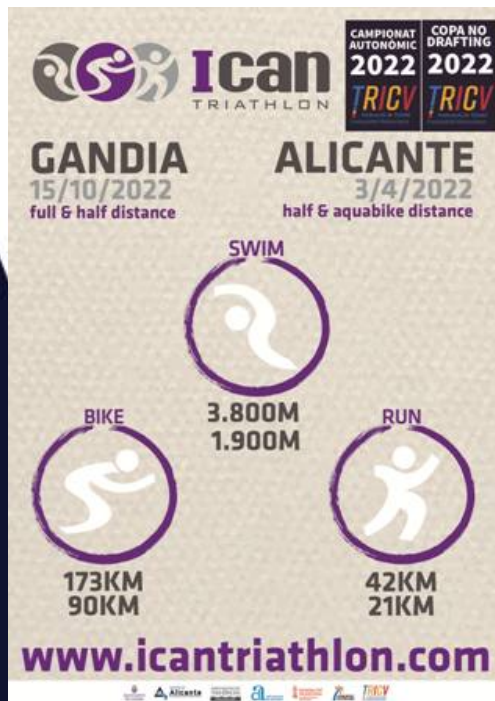 CAMPIONAT
AUTONÒMIC
2022
TRICV
COPA NO
DRAFTING
2022
TRICV
Ican
TRIATHLON
GANDIA
15/10/2022
full & half distance
ALICANTE
3/4/2022
half & aquabike distance
SWIM
3.800M
1.900M
BIKE
173KM
90KM
RUN
42KM
21KM
www.icantriathlon.com
Alicante
TRICV